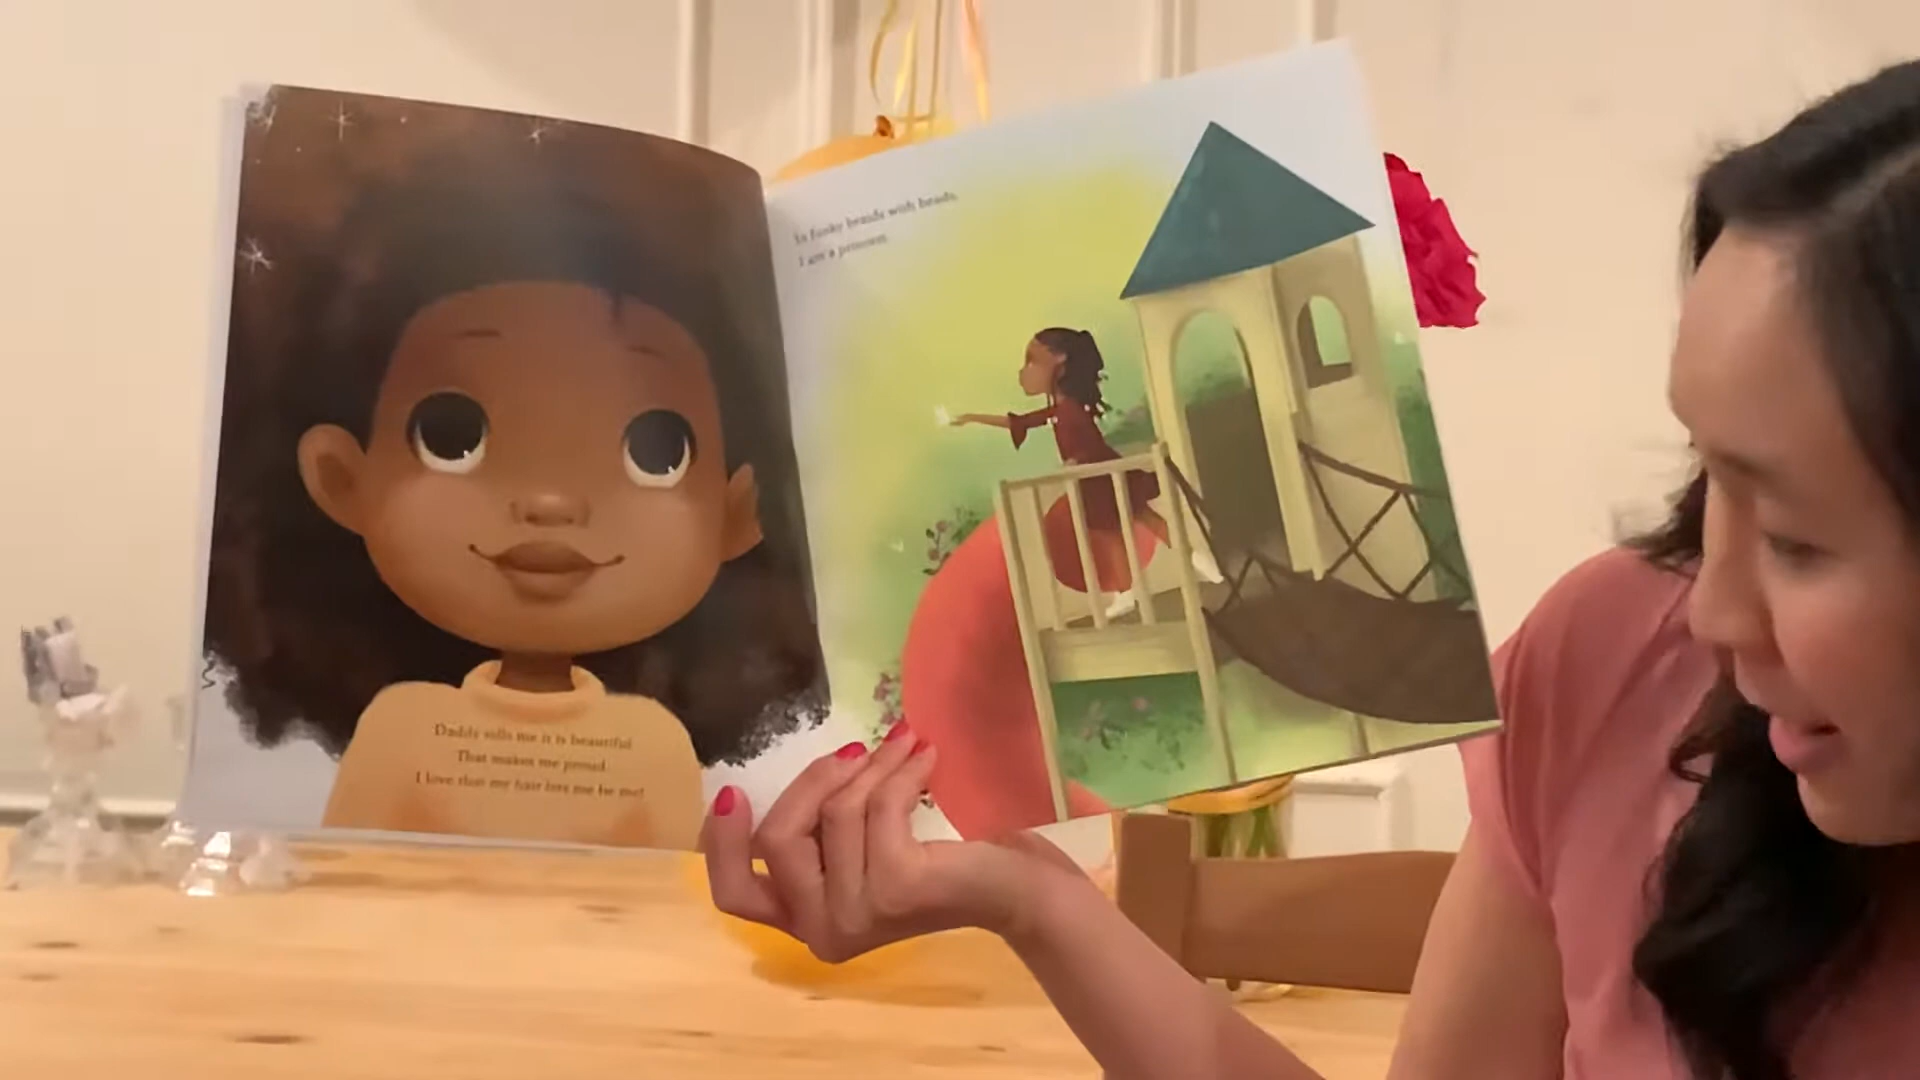 Daddy tells me it is beautiful.
That makes me proud.
I love that my hair lets me be me!
In funky braids with beads,
I am a princess.